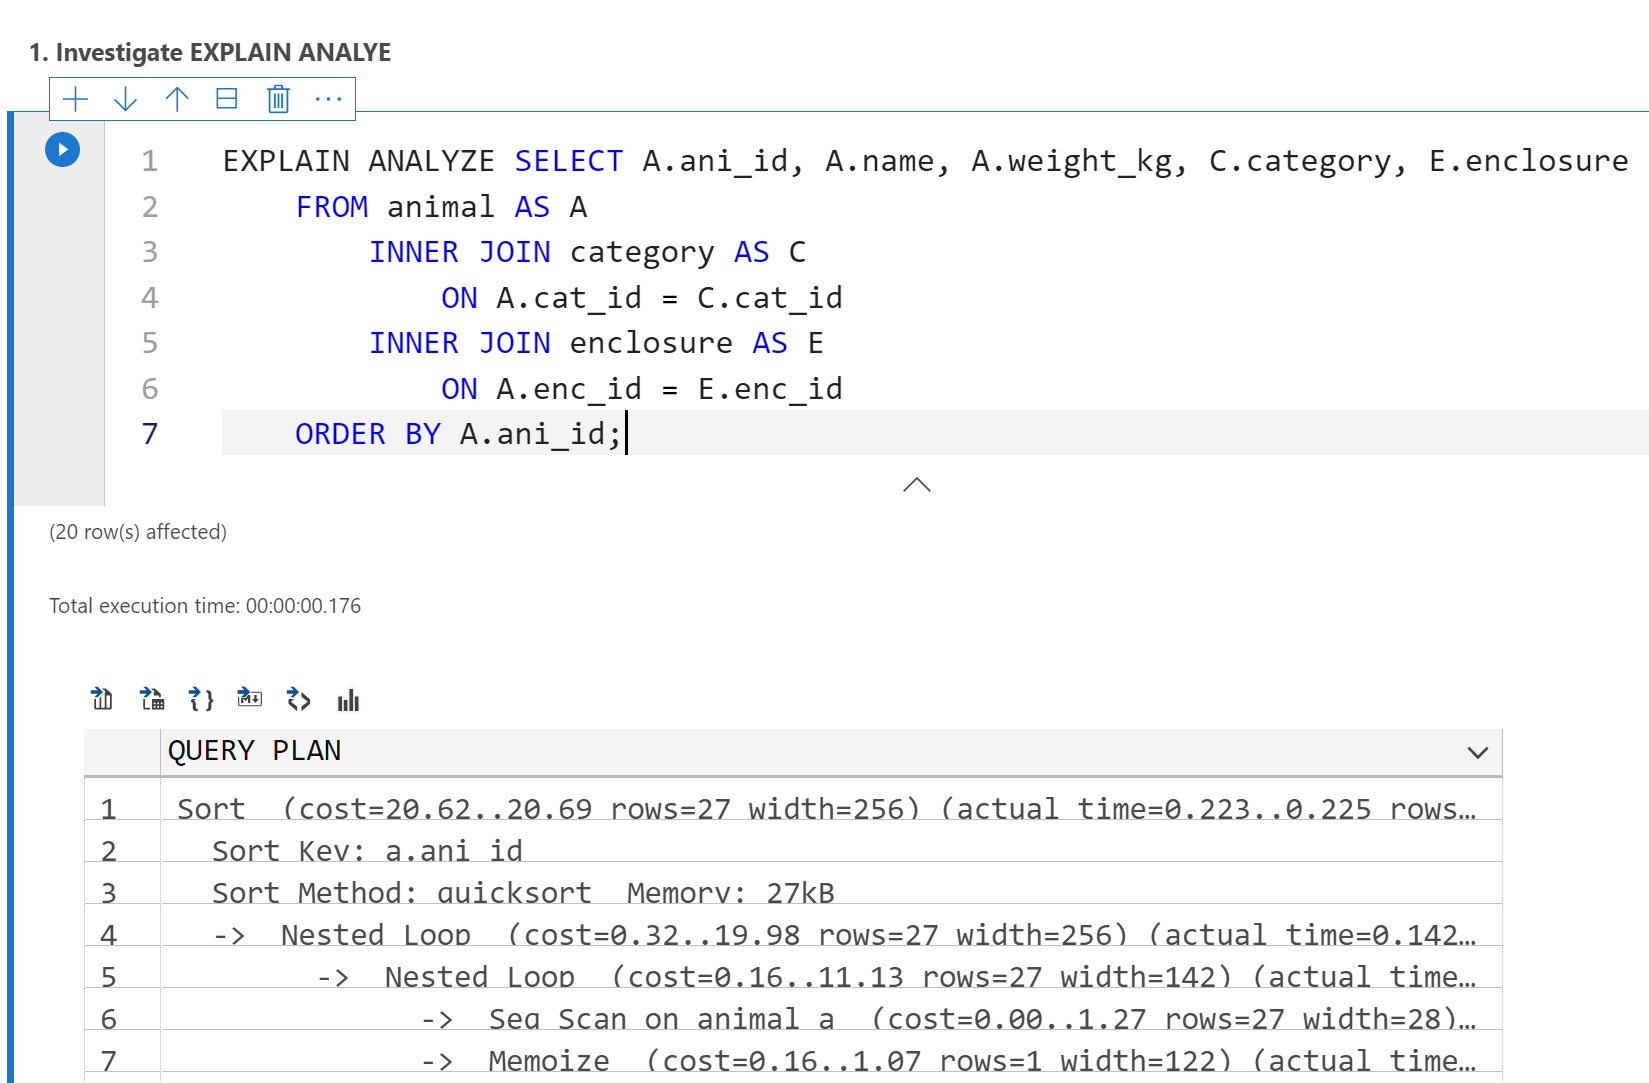 1. Investigate EXPLAIN ANALYE
1 EXPLAIN ANALYZE SELECT A.ani_id, A.name, A.weight_kg, C.category, E.enclosure
2 FROM animal AS A
3 INNER JOIN category AS C
4 ON A.cat_id = C.cat_id
5 INNER JOIN enclosure AS E
6 ON A.enc_id = E.enc_id
7 ORDER BY A.ani_id;
(20 row(s) affected)
Total execution time: 00:00:00.176
QUERY PLAN
1 Sort (cost=20.62..20.69 rows=27 width=256) (actual time=0.223..0.225 rows…
2 Sort Key: a.ani_id
3 Sort Method: quicksort Memory: 27kB
4 -> Nested Loop (cost=0.32..19.98 rows=27 width=256) (actual time=0.142…
5 -> Nested Loop (cost=0.16..11.13 rows=27 width=142) (actual time…
6 -> Seq Scan on animal a (cost=0.00..1.27 rows=27 width=28)…
7 -> Memoize (cost=0.16..1.07 rows=1 width=122) (actual time…